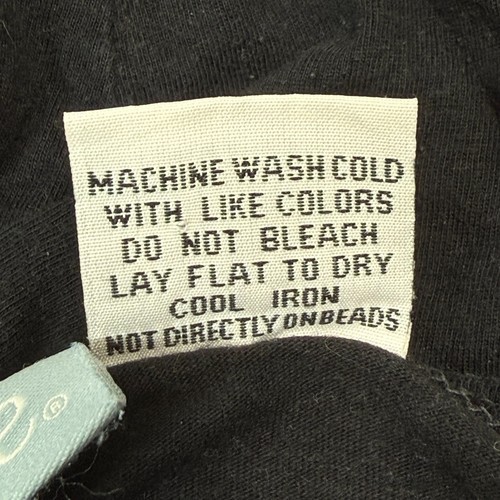 MACHINE WASH COLD
WITH LIKE COLORS
DO NOT BLEACH
LAY FLAT TO DRY
COOL IRON
NOT DIRECTLY ON BEADS
e®